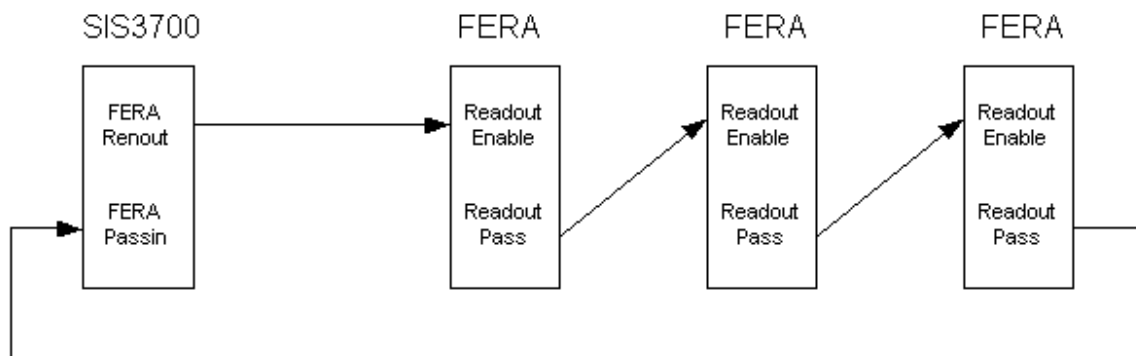 SIS3700
FERA
FERA
FERA
FERA
Renout
FERA
Passin
Readout
Enable
Readout
Pass
Readout
Enable
Readout
Pass
Readout
Enable
Readout
Pass